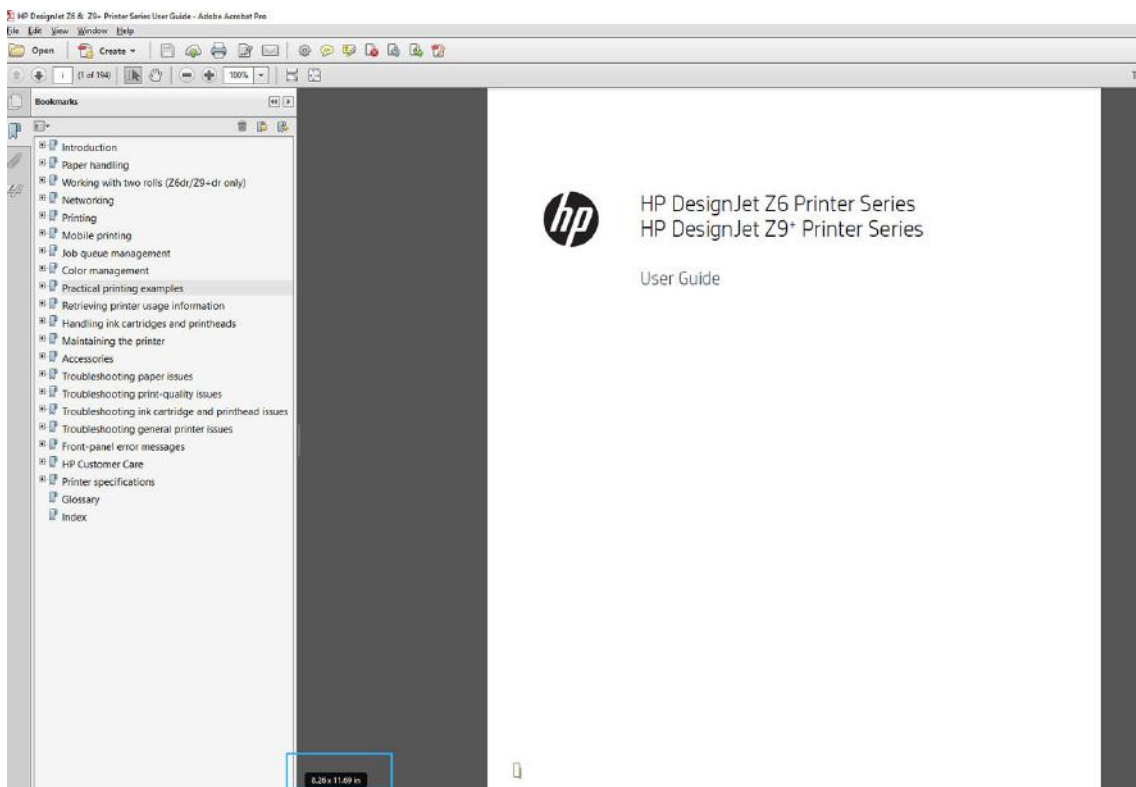 HP DesignJet Z6 & Z9+ Printer Series User Guide - Adobe Acrobat Pro
File Edit View Window Help
Open Create
1 (1 of 194) 100%
Bookmarks
Introduction
Paper handling
Working with two rolls (Z6dr/Z9+dr only)
Networking
Printing
Mobile printing
Job queue management
Color management
Practical printing examples
Retrieving printer usage information
Handling ink cartridges and printheads
Maintaining the printer
Accessories
Troubleshooting paper issues
Troubleshooting print-quality issues
Troubleshooting ink cartridge and printhead issues
Troubleshooting general printer issues
Front-panel error messages
HP Customer Care
Printer specifications
Glossary
Index
hp
HP DesignJet Z6 Printer Series
HP DesignJet Z9+ Printer Series
User Guide
8.26 x 11.69 in